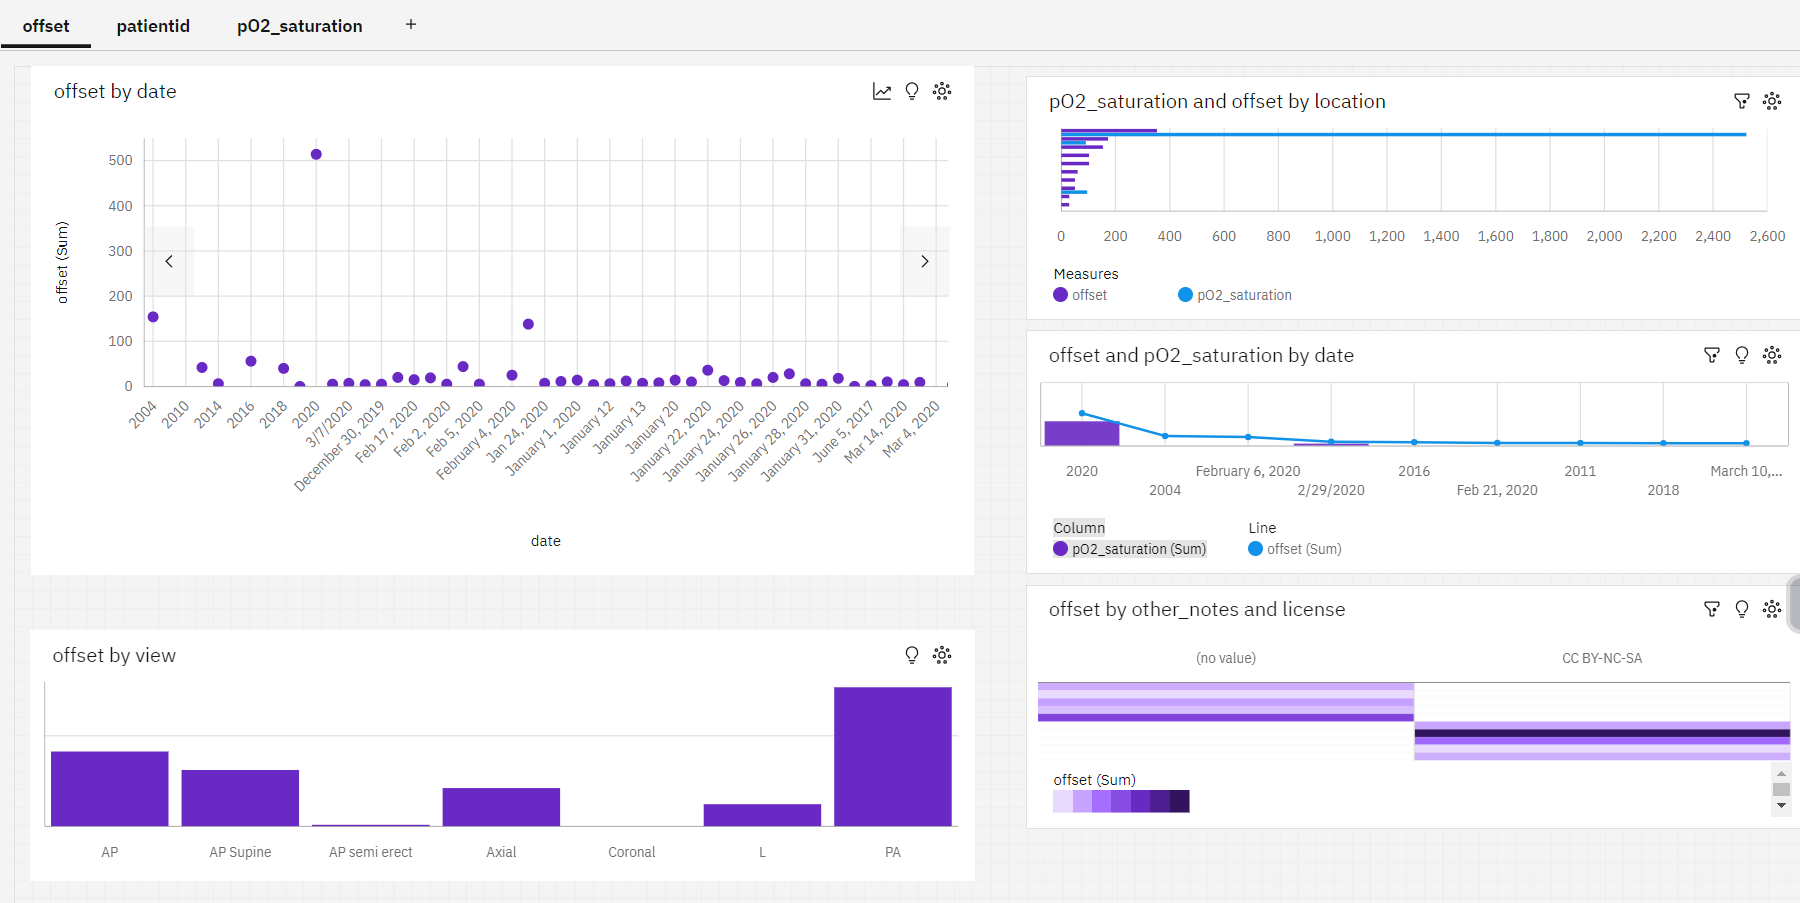 offset patientid pO2_saturation +
offset by date
500
400
300
200
100
0
offset (Sum)
2004 2010 2014 2016 2018 2020 3/7/2020 December 30, 2019 Feb 17, 2020 Feb 2, 2020 Feb 5, 2020 February 4, 2020 Jan 24, 2020 January 1, 2020 January 12 January 13 January 20 January 22, 2020 January 24, 2020 January 26, 2020 January 28, 2020 January 31, 2020 June 5, 2017 Mar 14, 2020 Mar 4, 2020
date
offset by view
AP AP Supine AP semi erect Axial Coronal L PA
pO2_saturation and offset by location
0 200 400 600 800 1,000 1,200 1,400 1,600 1,800 2,000 2,200 2,400 2,600
Measures
offset pO2_saturation
offset and pO2_saturation by date
2020 February 6, 2020 2016 2011 March 10,...
2004 2/29/2020 Feb 21, 2020 2018
Column Line
pO2_saturation (Sum) offset (Sum)
offset by other_notes and license
(no value) CC BY-NC-SA
offset (Sum)